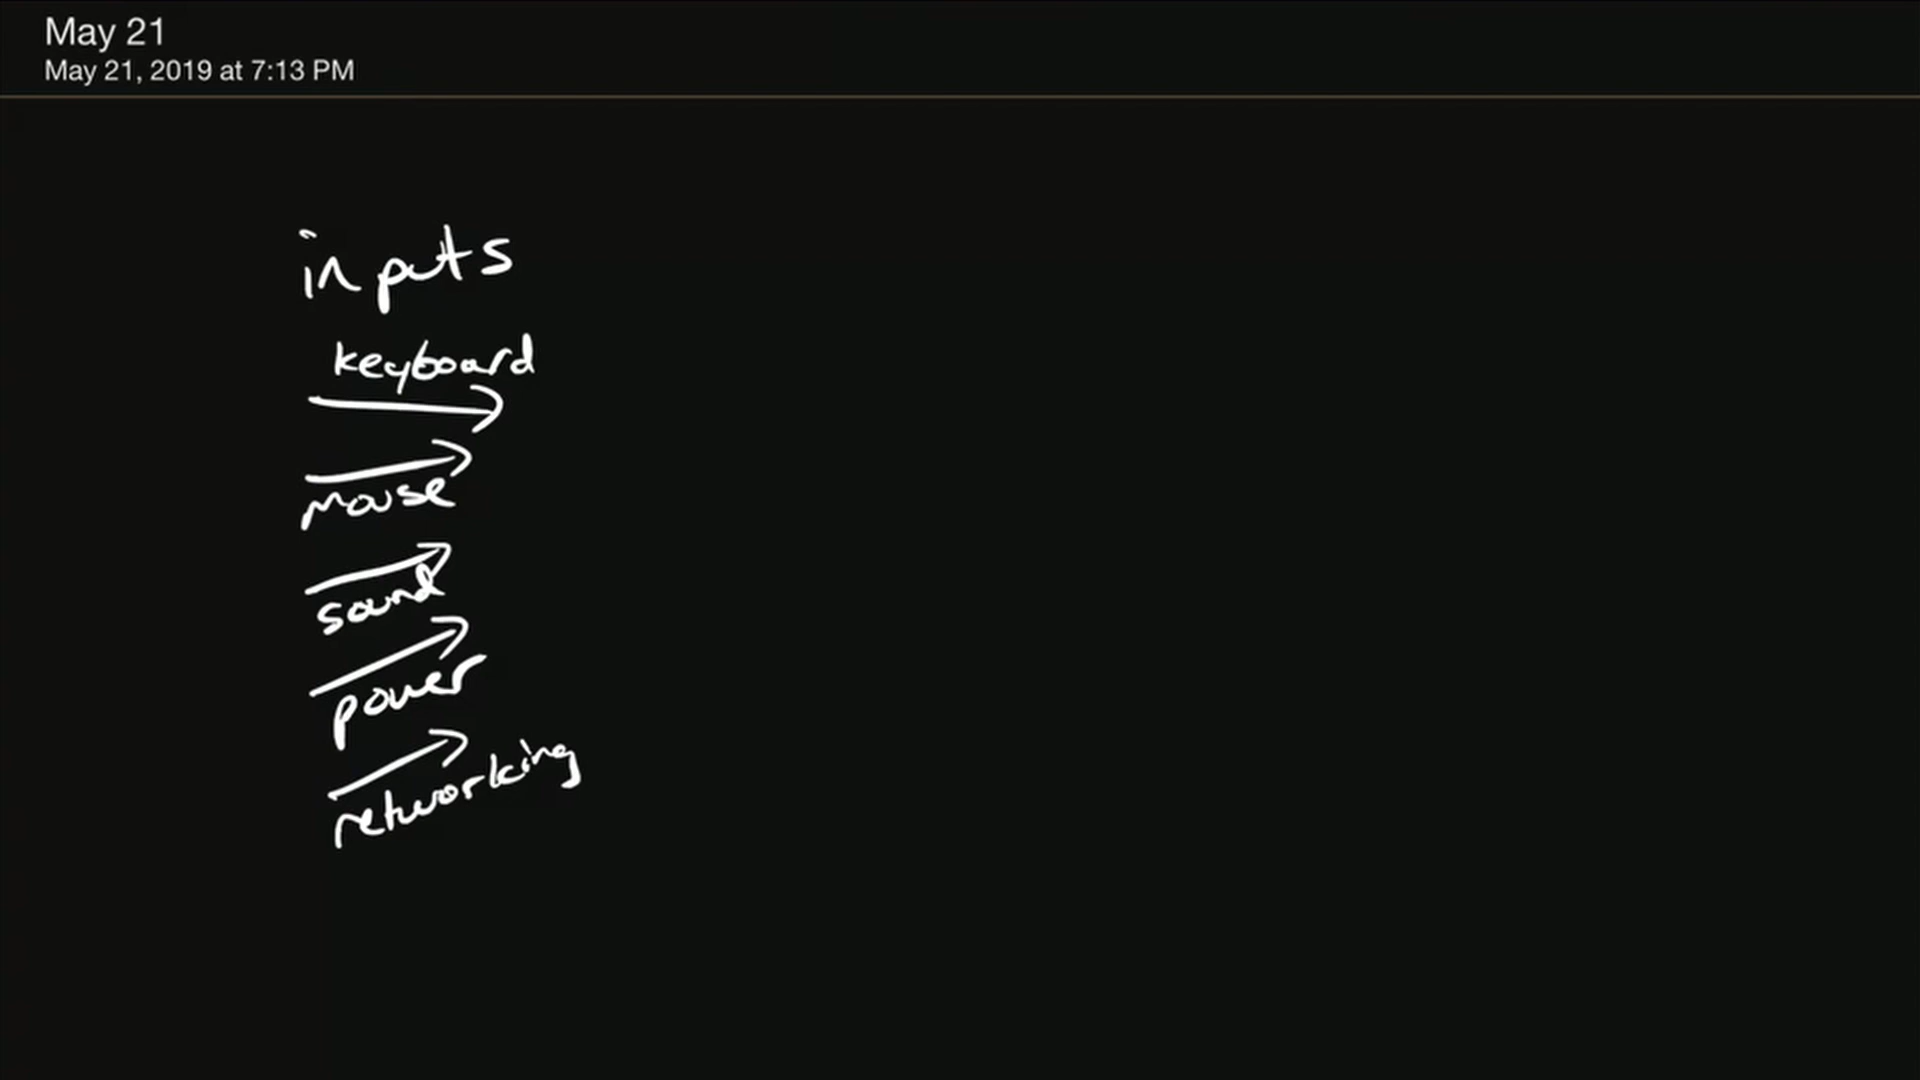 May 21
May 21, 2019 at 7:13 PM
inputs
keyboard
mouse
sound
power
networking